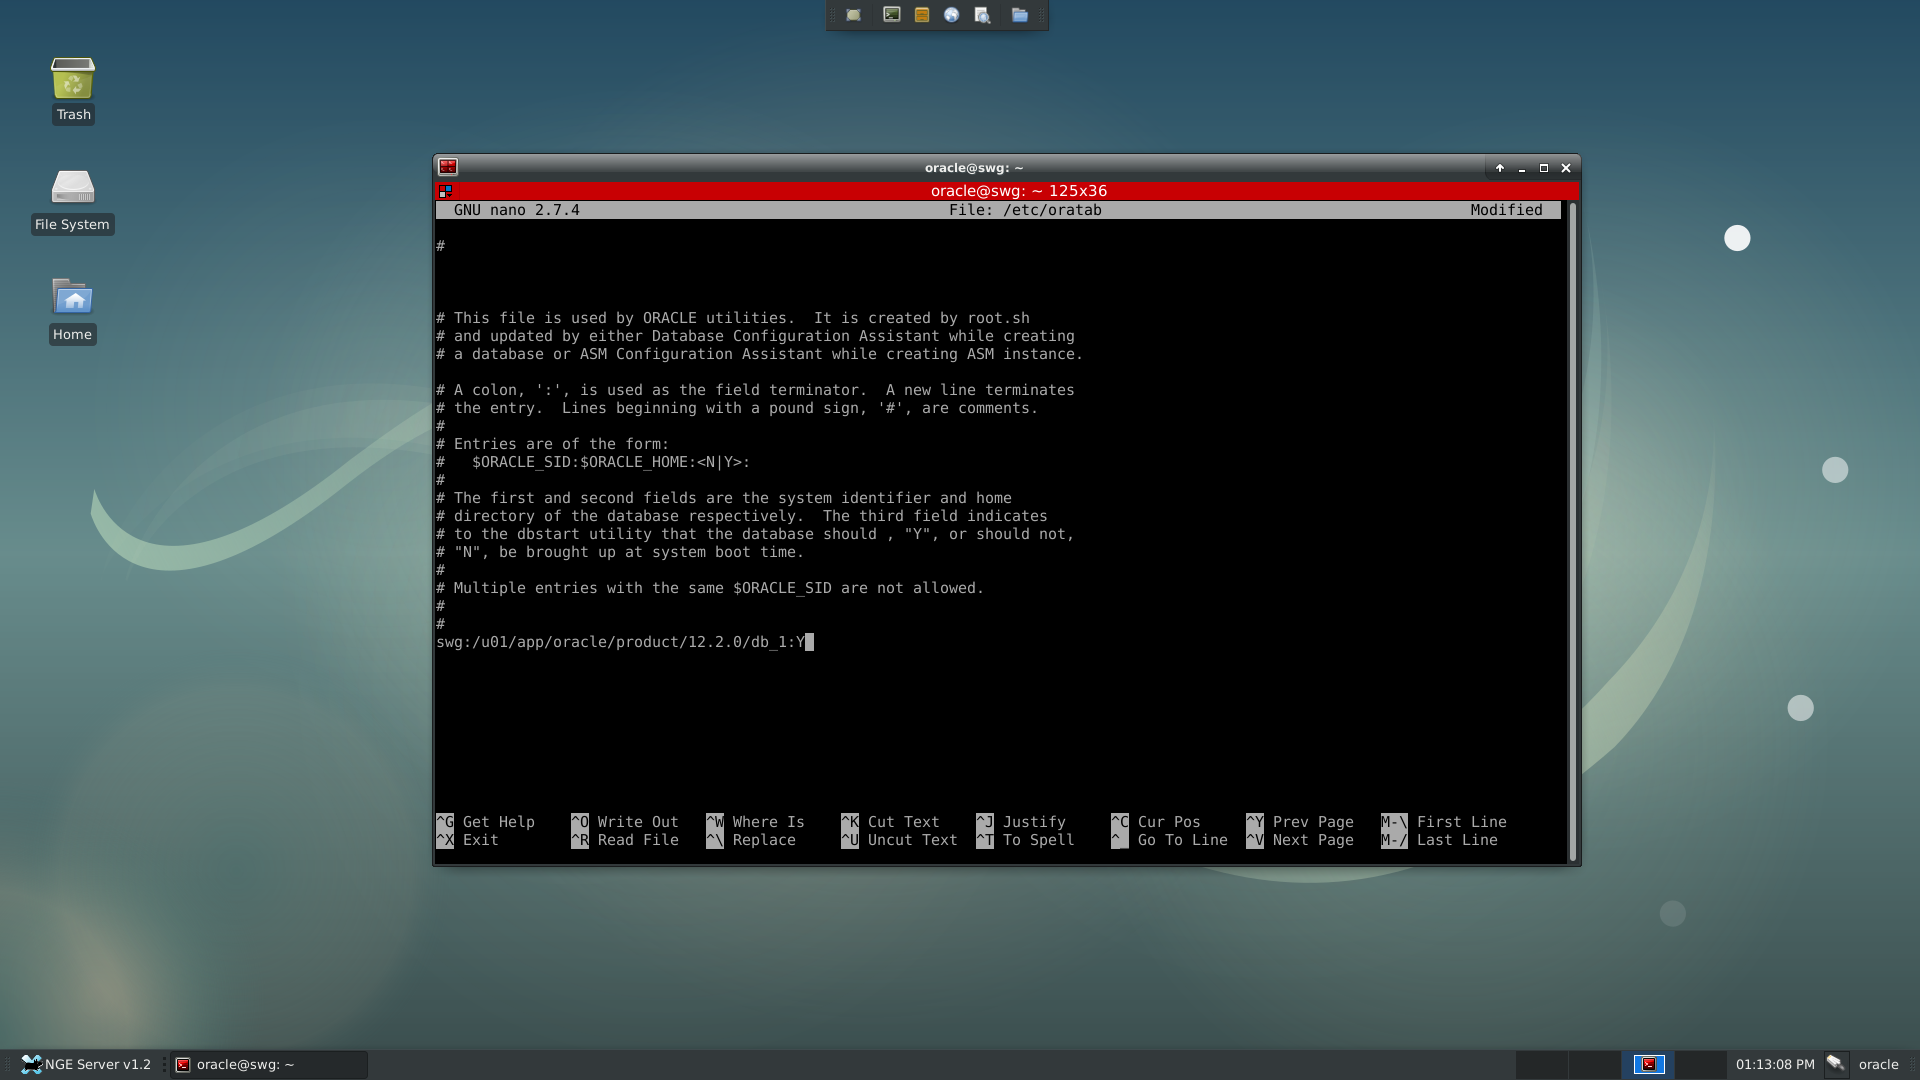 Trash
File System
Home
oracle@swg: ~
oracle@swg: ~ 125x36
GNU nano 2.7.4 File: /etc/oratab Modified
#
# This file is used by ORACLE utilities.  It is created by root.sh
# and updated by either Database Configuration Assistant while creating
# a database or ASM Configuration Assistant while creating ASM instance.
# A colon, ':', is used as the field terminator.  A new line terminates
# the entry.  Lines beginning with a pound sign, '#', are comments.
#
# Entries are of the form:
#   $ORACLE_SID:$ORACLE_HOME:<N|Y>:
#
# The first and second fields are the system identifier and home
# directory of the database respectively.  The third field indicates
# to the dbstart utility that the database should , "Y", or should not,
# "N", be brought up at system boot time.
#
# Multiple entries with the same $ORACLE_SID are not allowed.
#
#
swg:/u01/app/oracle/product/12.2.0/db_1:Y
^G Get Help ^O Write Out ^W Where Is ^K Cut Text ^J Justify ^C Cur Pos ^Y Prev Page M-\ First Line
^X Exit ^R Read File ^\ Replace ^U Uncut Text ^T To Spell ^_ Go To Line ^V Next Page M-/ Last Line
NGE Server v1.2 oracle@swg: ~ 01:13:08 PM oracle